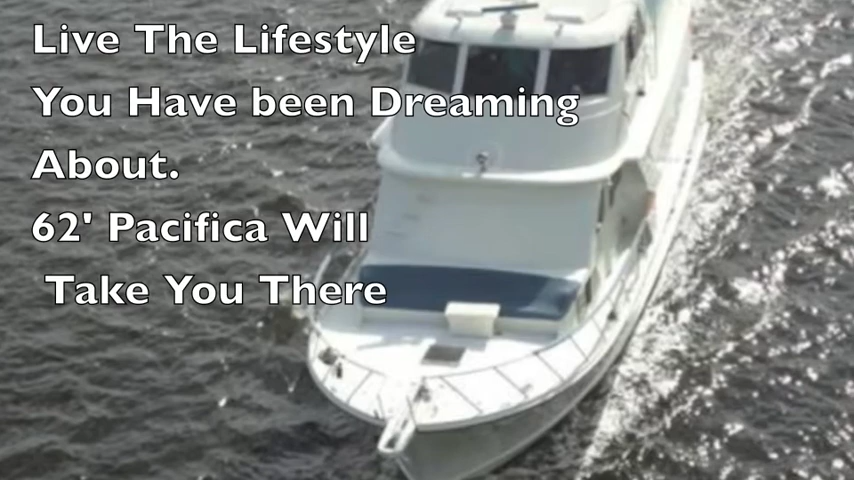 Live The Lifestyle
You Have been Dreaming
About.
62' Pacifica Will
Take You There